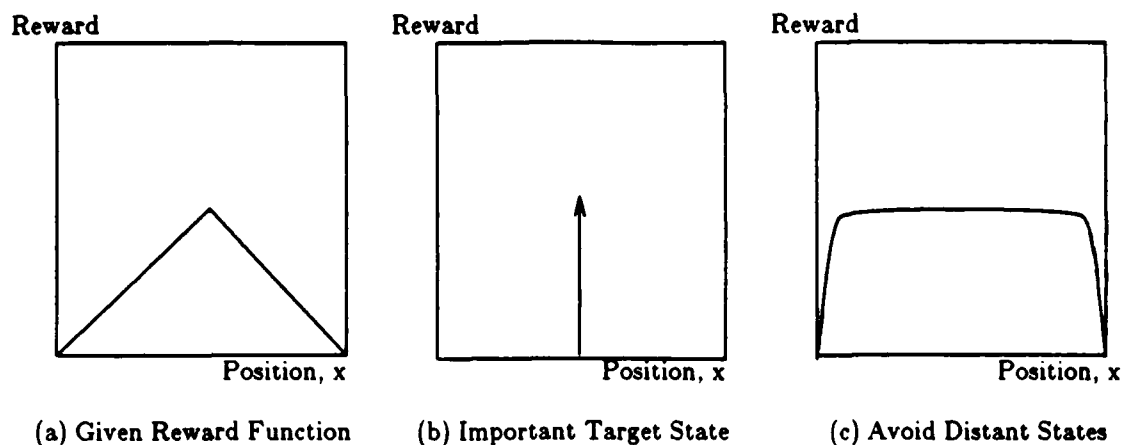 Reward
Reward
Reward
Position, x
Position, x
Position, x
(a) Given Reward Function
(b) Important Target State
(c) Avoid Distant States